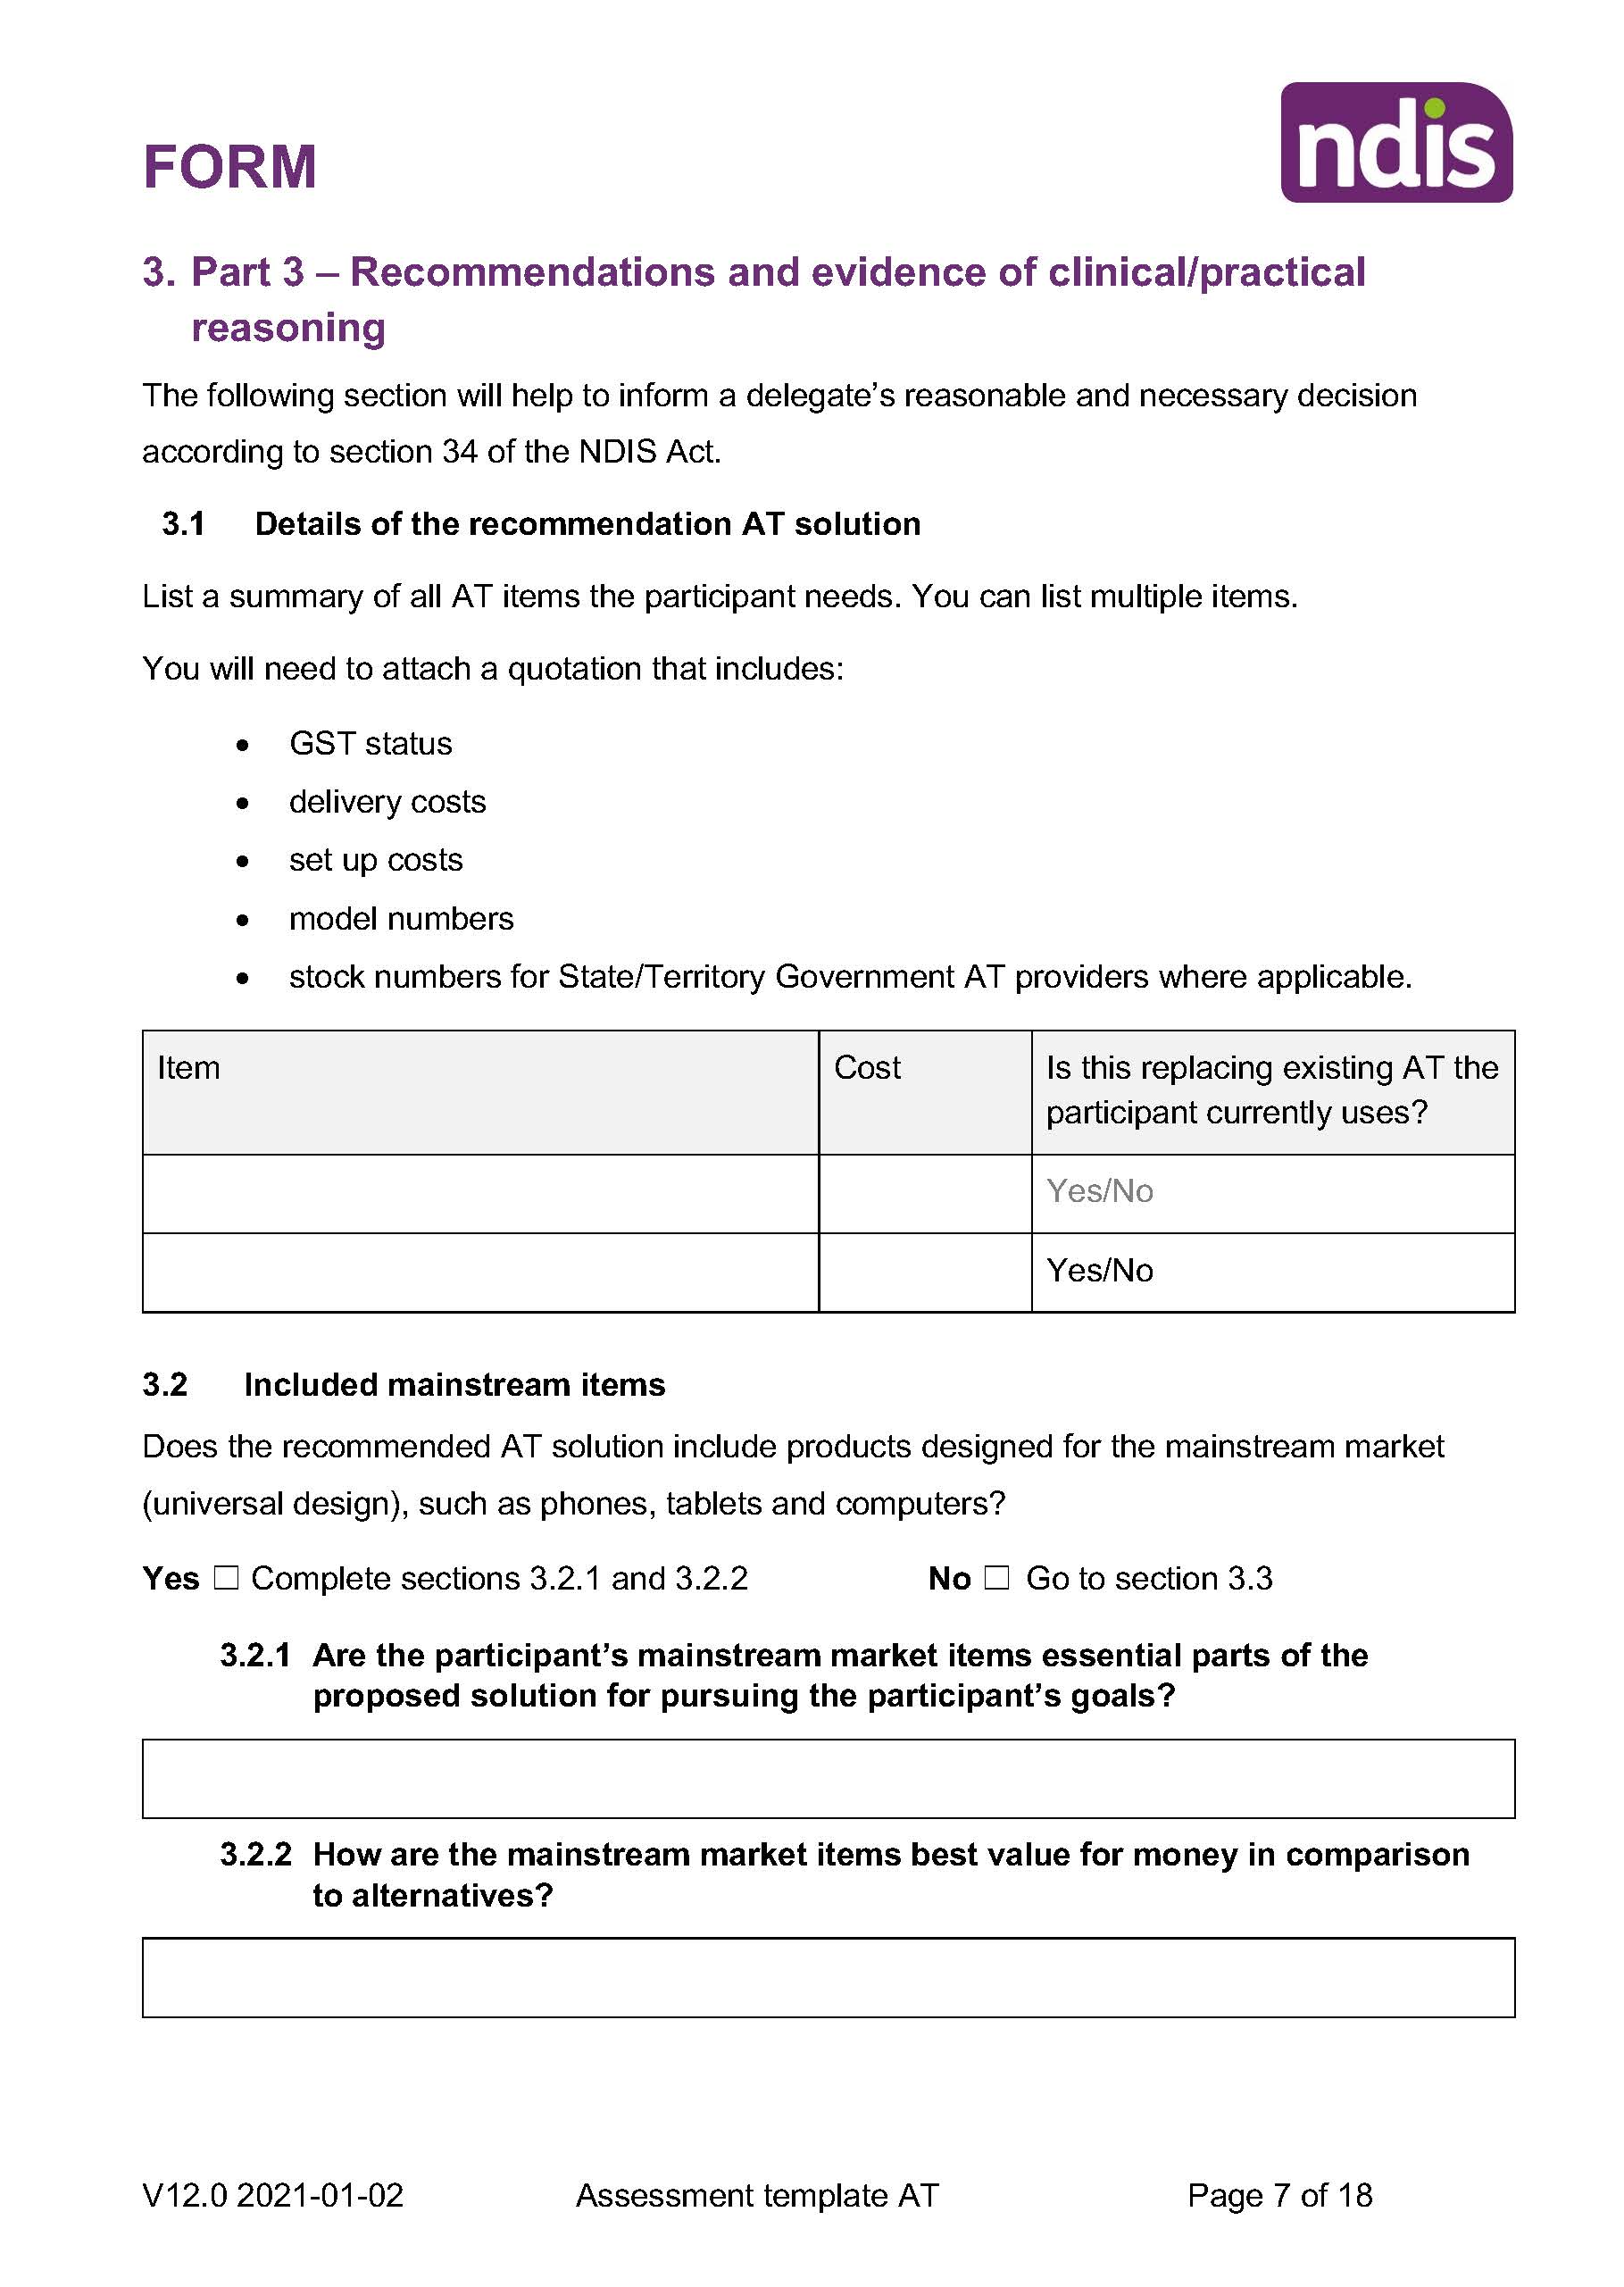 FORM
ndis
3. Part 3 – Recommendations and evidence of clinical/practical
reasoning
The following section will help to inform a delegate’s reasonable and necessary decision
according to section 34 of the NDIS Act.
3.1 Details of the recommendation AT solution
List a summary of all AT items the participant needs. You can list multiple items.
You will need to attach a quotation that includes:
• GST status
• delivery costs
• set up costs
• model numbers
• stock numbers for State/Territory Government AT providers where applicable.
Item Cost Is this replacing existing AT the
participant currently uses?
Yes/No
Yes/No
3.2 Included mainstream items
Does the recommended AT solution include products designed for the mainstream market
(universal design), such as phones, tablets and computers?
Yes ☐ Complete sections 3.2.1 and 3.2.2 No ☐ Go to section 3.3
3.2.1 Are the participant’s mainstream market items essential parts of the
proposed solution for pursuing the participant’s goals?
3.2.2 How are the mainstream market items best value for money in comparison
to alternatives?
V12.0 2021-01-02 Assessment template AT Page 7 of 18